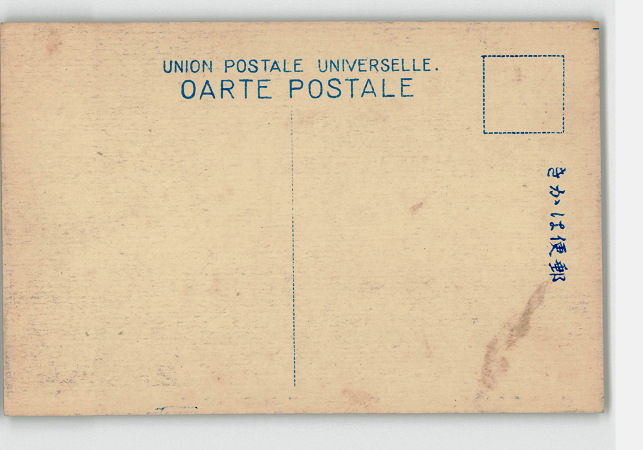 UNION POSTALE UNIVERSELLE.
OARTE POSTALE
きかは便郵